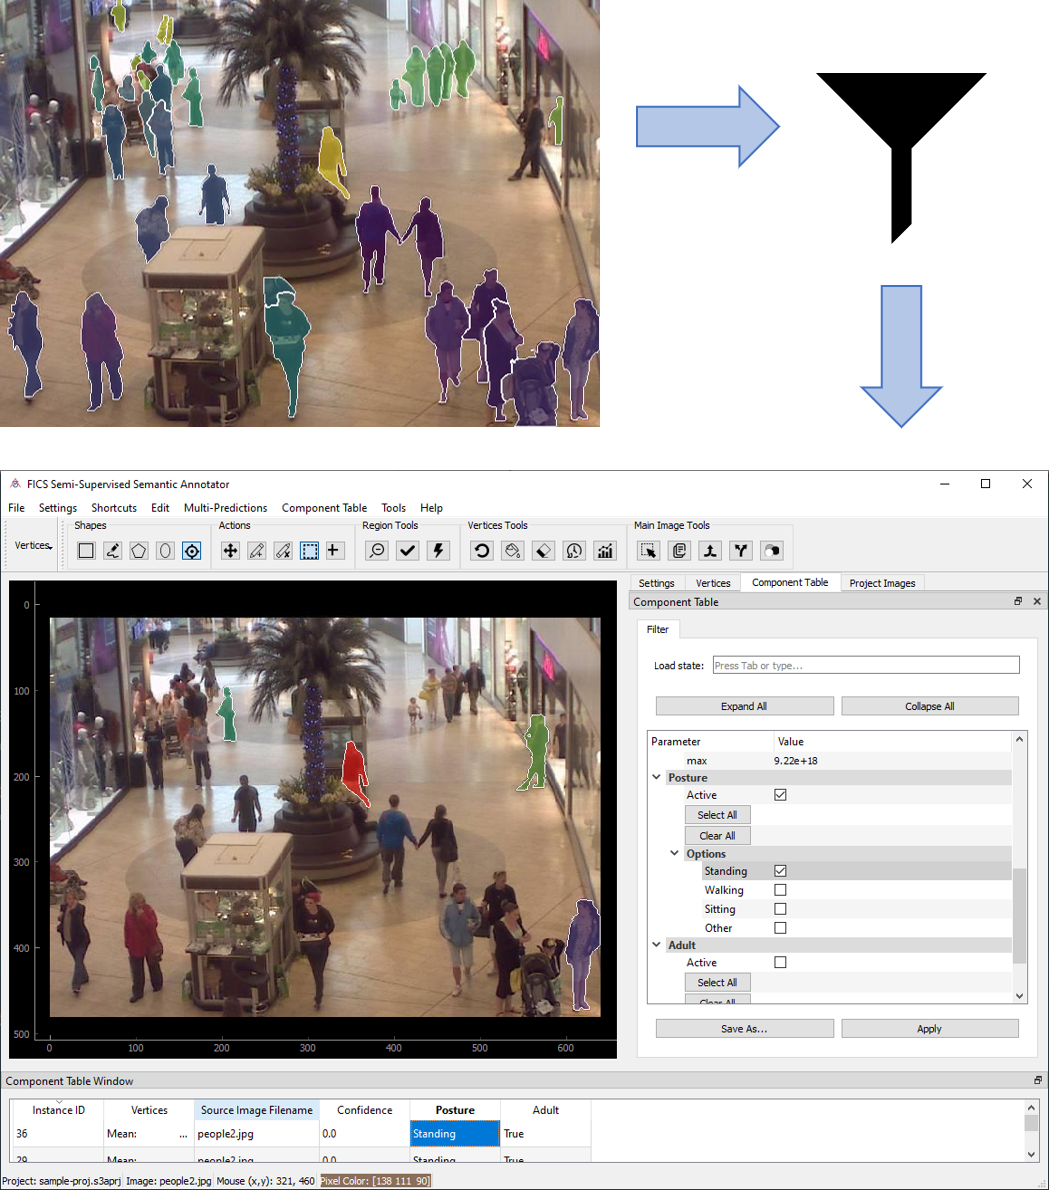 FICS Semi-Supervised Semantic Annotator
File Settings Shortcuts Edit Multi-Predictions Component Table Tools Help
Vertices
Shapes Actions Region Tools Vertices Tools Main Image Tools
Settings Vertices Component Table Project Images
Component Table
Filter
Load state: Press Tab or type...
Expand All Collapse All
Parameter Value
max 9.22e+18
Posture
Active
Select All
Clear All
Options
Standing
Walking
Sitting
Other
Adult
Active
Select All
Clear All
Save As... Apply
0
100
200
300
400
500
0 100 200 300 400 500 600
Component Table Window
Instance ID Vertices Source Image Filename Confidence Posture Adult
36 Mean: ... people2.jpg 0.0 Standing True
29 Mean: people2.jpg 0.0 Standing True
Project: sample-proj.s3aprj Image: people2.jpg Mouse (x,y): 321, 460 Pixel Color: [138 111 90]